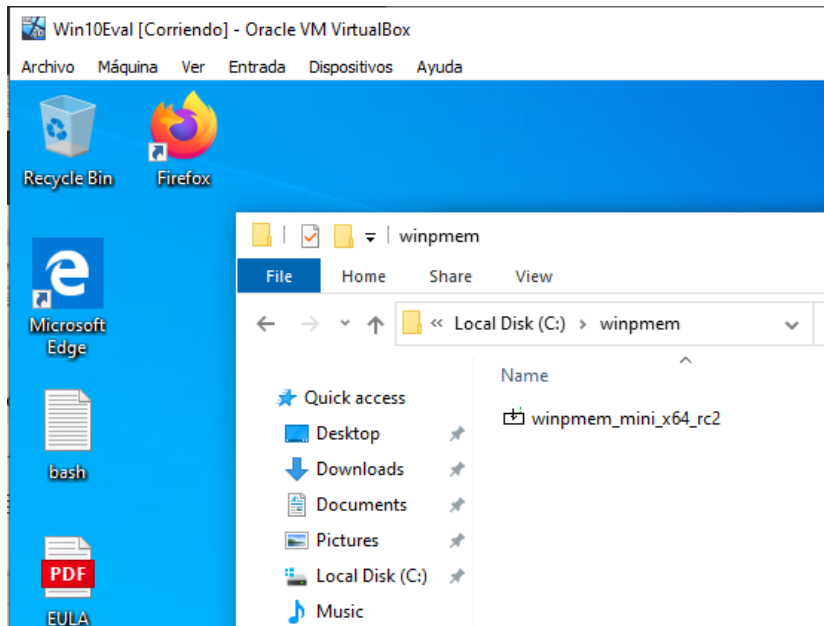 Win10Eval [Corriendo] - Oracle VM VirtualBox
Archivo Máquina Ver Entrada Dispositivos Ayuda
Recycle Bin
Firefox
Microsoft
Edge
bash
PDF
EULA
winpmem
File Home Share View
« Local Disk (C:) › winpmem
Quick access
Desktop
Downloads
Documents
Pictures
Local Disk (C:)
Music
Name
winpmem_mini_x64_rc2